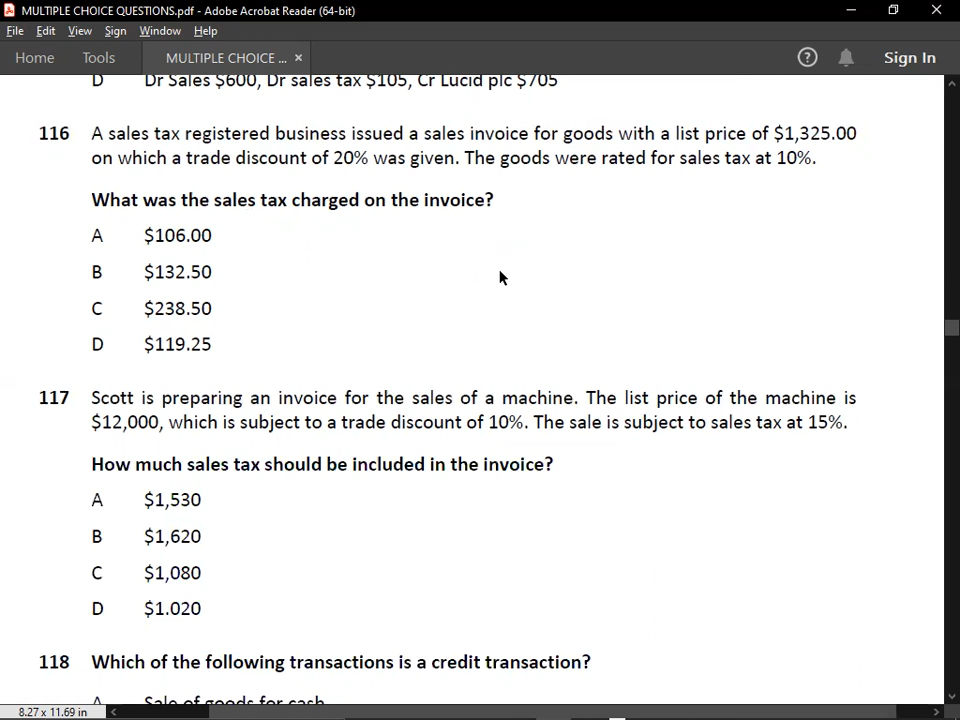 MULTIPLE CHOICE QUESTIONS.pdf - Adobe Acrobat Reader (64-bit)
File Edit View Sign Window Help
Home Tools MULTIPLE CHOICE ... × Sign In
D Dr Sales $600, Dr sales tax $105, Cr Lucid plc $705
116 A sales tax registered business issued a sales invoice for goods with a list price of $1,325.00
on which a trade discount of 20% was given. The goods were rated for sales tax at 10%.
What was the sales tax charged on the invoice?
A $106.00
B $132.50
C $238.50
D $119.25
117 Scott is preparing an invoice for the sales of a machine. The list price of the machine is
$12,000, which is subject to a trade discount of 10%. The sale is subject to sales tax at 15%.
How much sales tax should be included in the invoice?
A $1,530
B $1,620
C $1,080
D $1.020
118 Which of the following transactions is a credit transaction?
A Sale of goods for cash
8.27 x 11.69 in